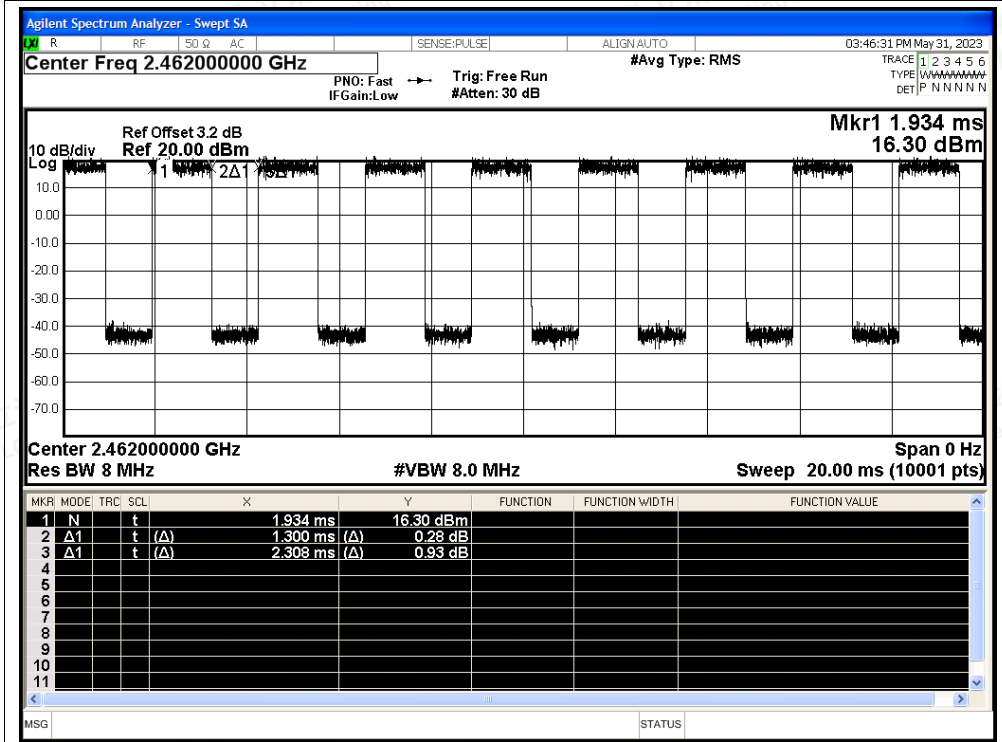 Agilent Spectrum Analyzer - Swept SA
LXI R RF 50 Ω AC SENSE:PULSE ALIGN AUTO 03:46:31 PM May 31, 2023
Center Freq 2.462000000 GHz #Avg Type: RMS TRACE 1 2 3 4 5 6
PNO: Fast Trig: Free Run TYPE WWWWWW
IFGain:Low #Atten: 30 dB DET P N N N N N
Mkr1 1.934 ms
Ref Offset 3.2 dB 16.30 dBm
10 dB/div Ref 20.00 dBm
Log
1 2Δ1 3Δ1
10.0
0.00
-10.0
-20.0
-30.0
-40.0
-50.0
-60.0
-70.0
Center 2.462000000 GHz Span 0 Hz
Res BW 8 MHz #VBW 8.0 MHz Sweep 20.00 ms (10001 pts)
MKR MODE TRC SCL X Y FUNCTION FUNCTION WIDTH FUNCTION VALUE
1 N t 1.934 ms 16.30 dBm
2 Δ1 t (Δ) 1.300 ms (Δ) 0.28 dB
3 Δ1 t (Δ) 2.308 ms (Δ) 0.93 dB
4
5
6
7
8
9
10
11
MSG STATUS